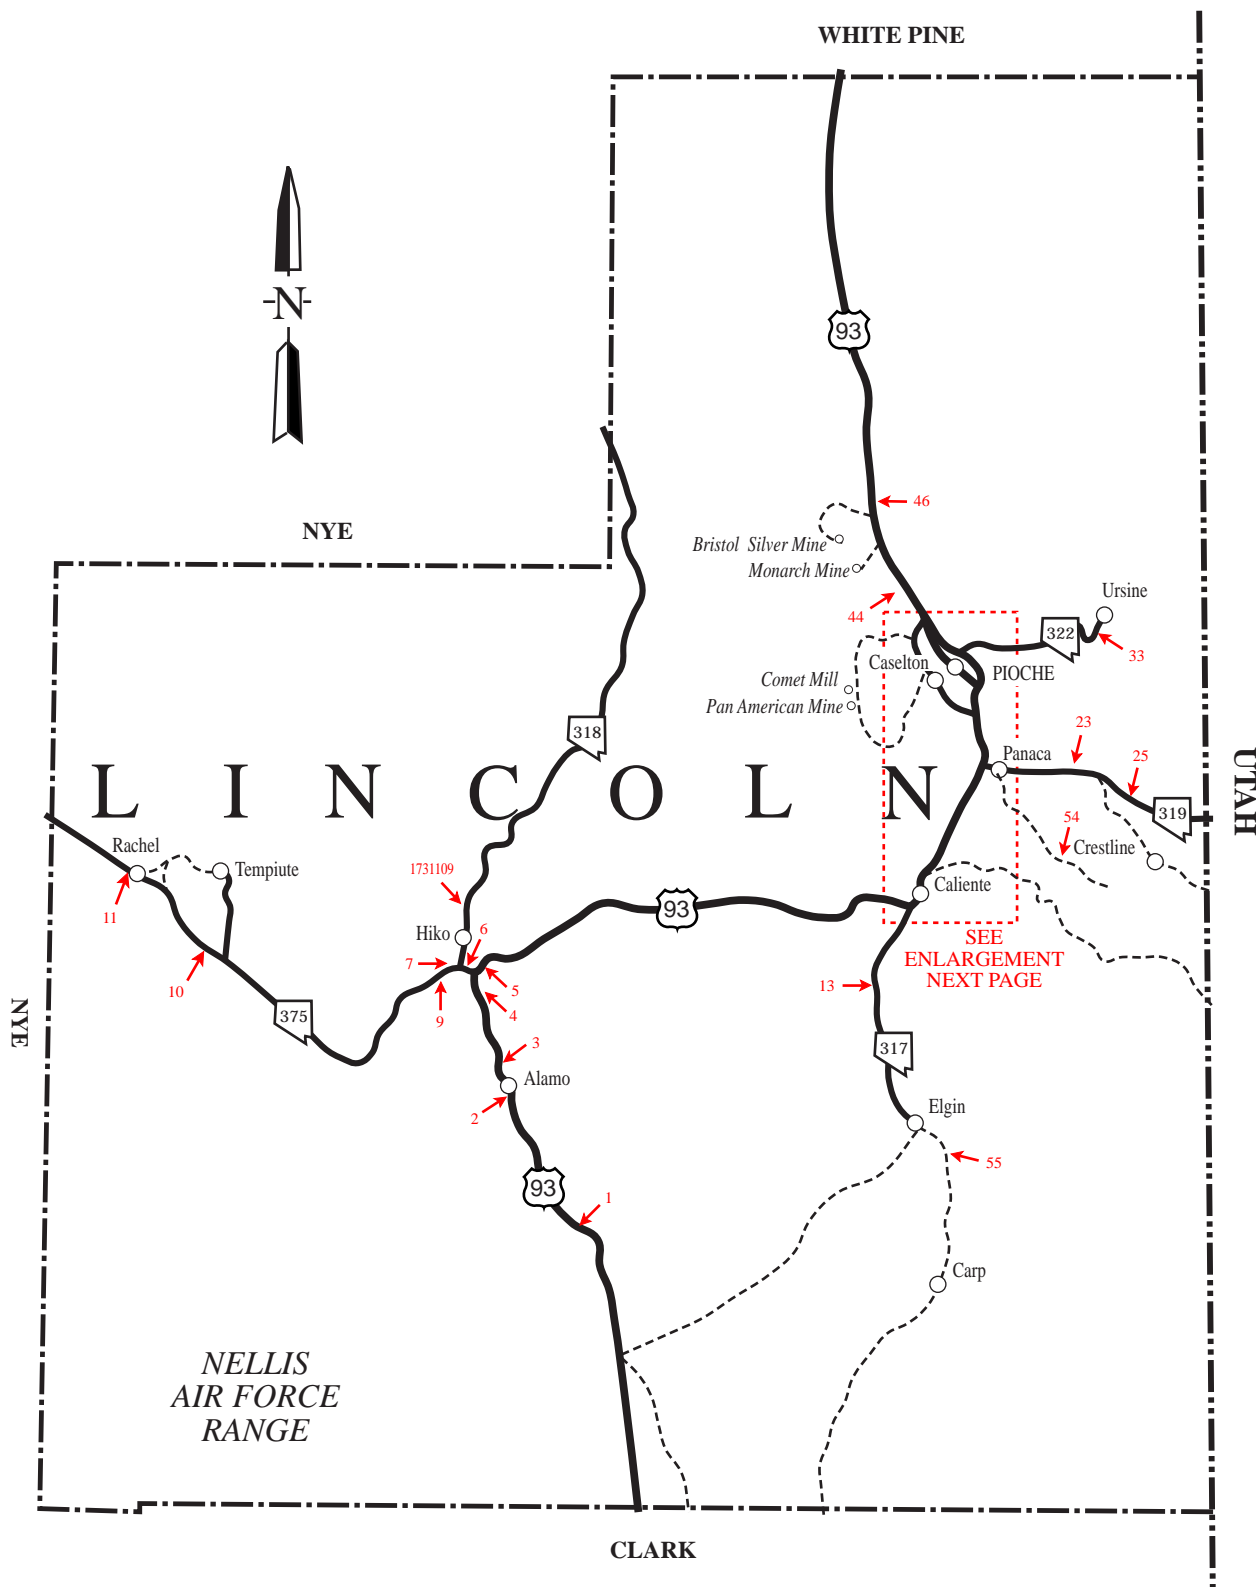 WHITE PINE
N
93
NYE
46
Bristol Silver Mine
Monarch Mine
44
Ursine
322
33
Caselton
PIOCHE
Comet Mill
Pan American Mine
318
23
Panaca
25
UTAH
LINCOLN
319
54
Crestline
Rachel
Tempiute
1731109
11
Caliente
93
Hiko
6
SEE
ENLARGEMENT
NEXT PAGE
7
5
10
13
9
4
375
NYE
3
317
Alamo
2
Elgin
55
93
1
Carp
NELLIS
AIR FORCE
RANGE
CLARK